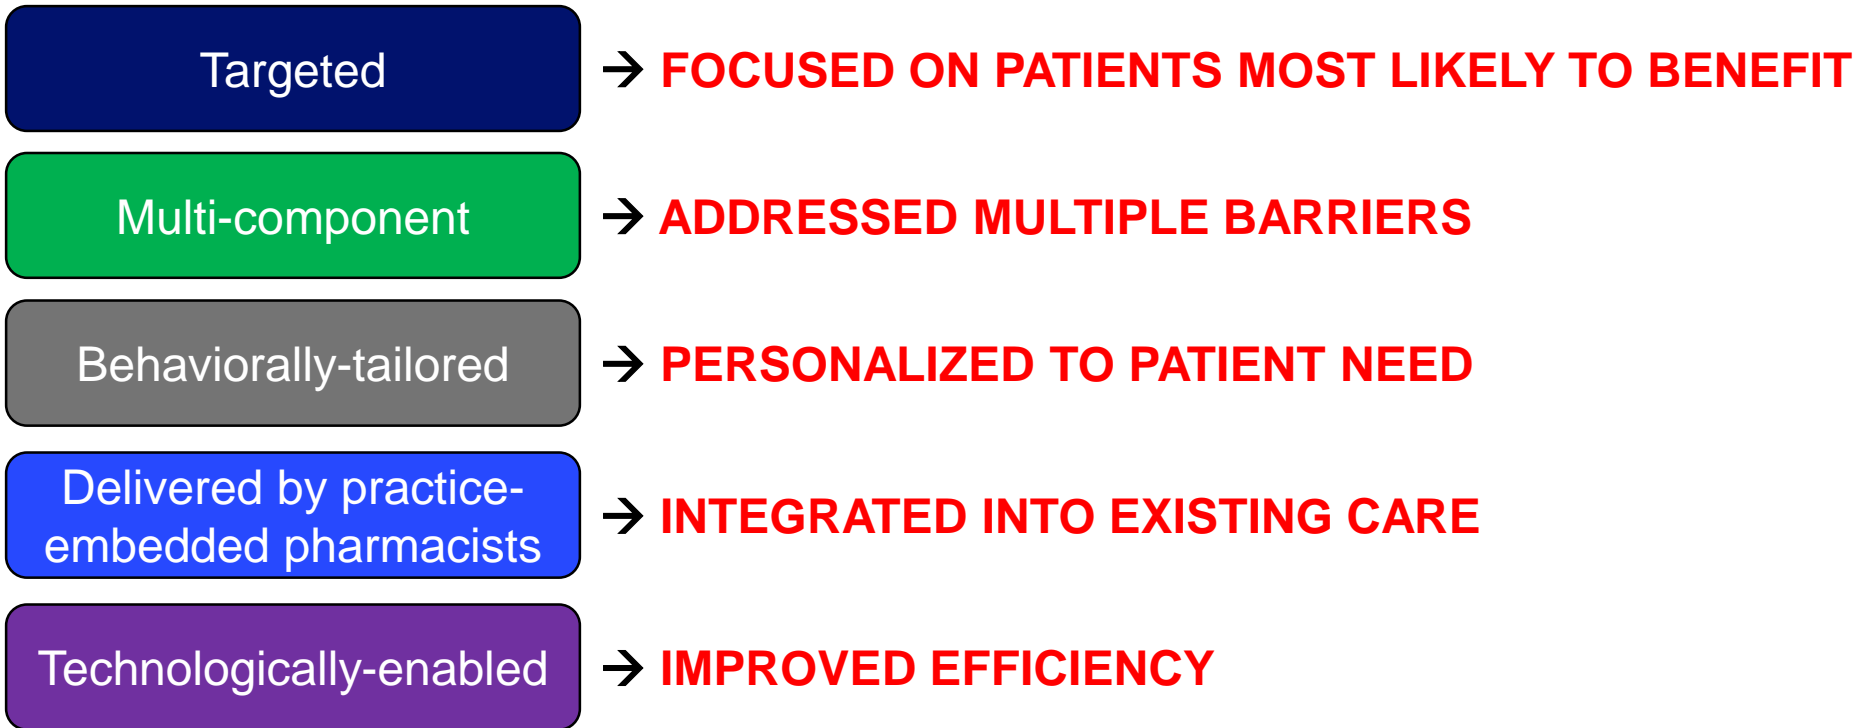 Targeted → FOCUSED ON PATIENTS MOST LIKELY TO BENEFIT
Multi-component → ADDRESSED MULTIPLE BARRIERS
Behaviorally-tailored → PERSONALIZED TO PATIENT NEED
Delivered by practice-
embedded pharmacists → INTEGRATED INTO EXISTING CARE
Technologically-enabled → IMPROVED EFFICIENCY